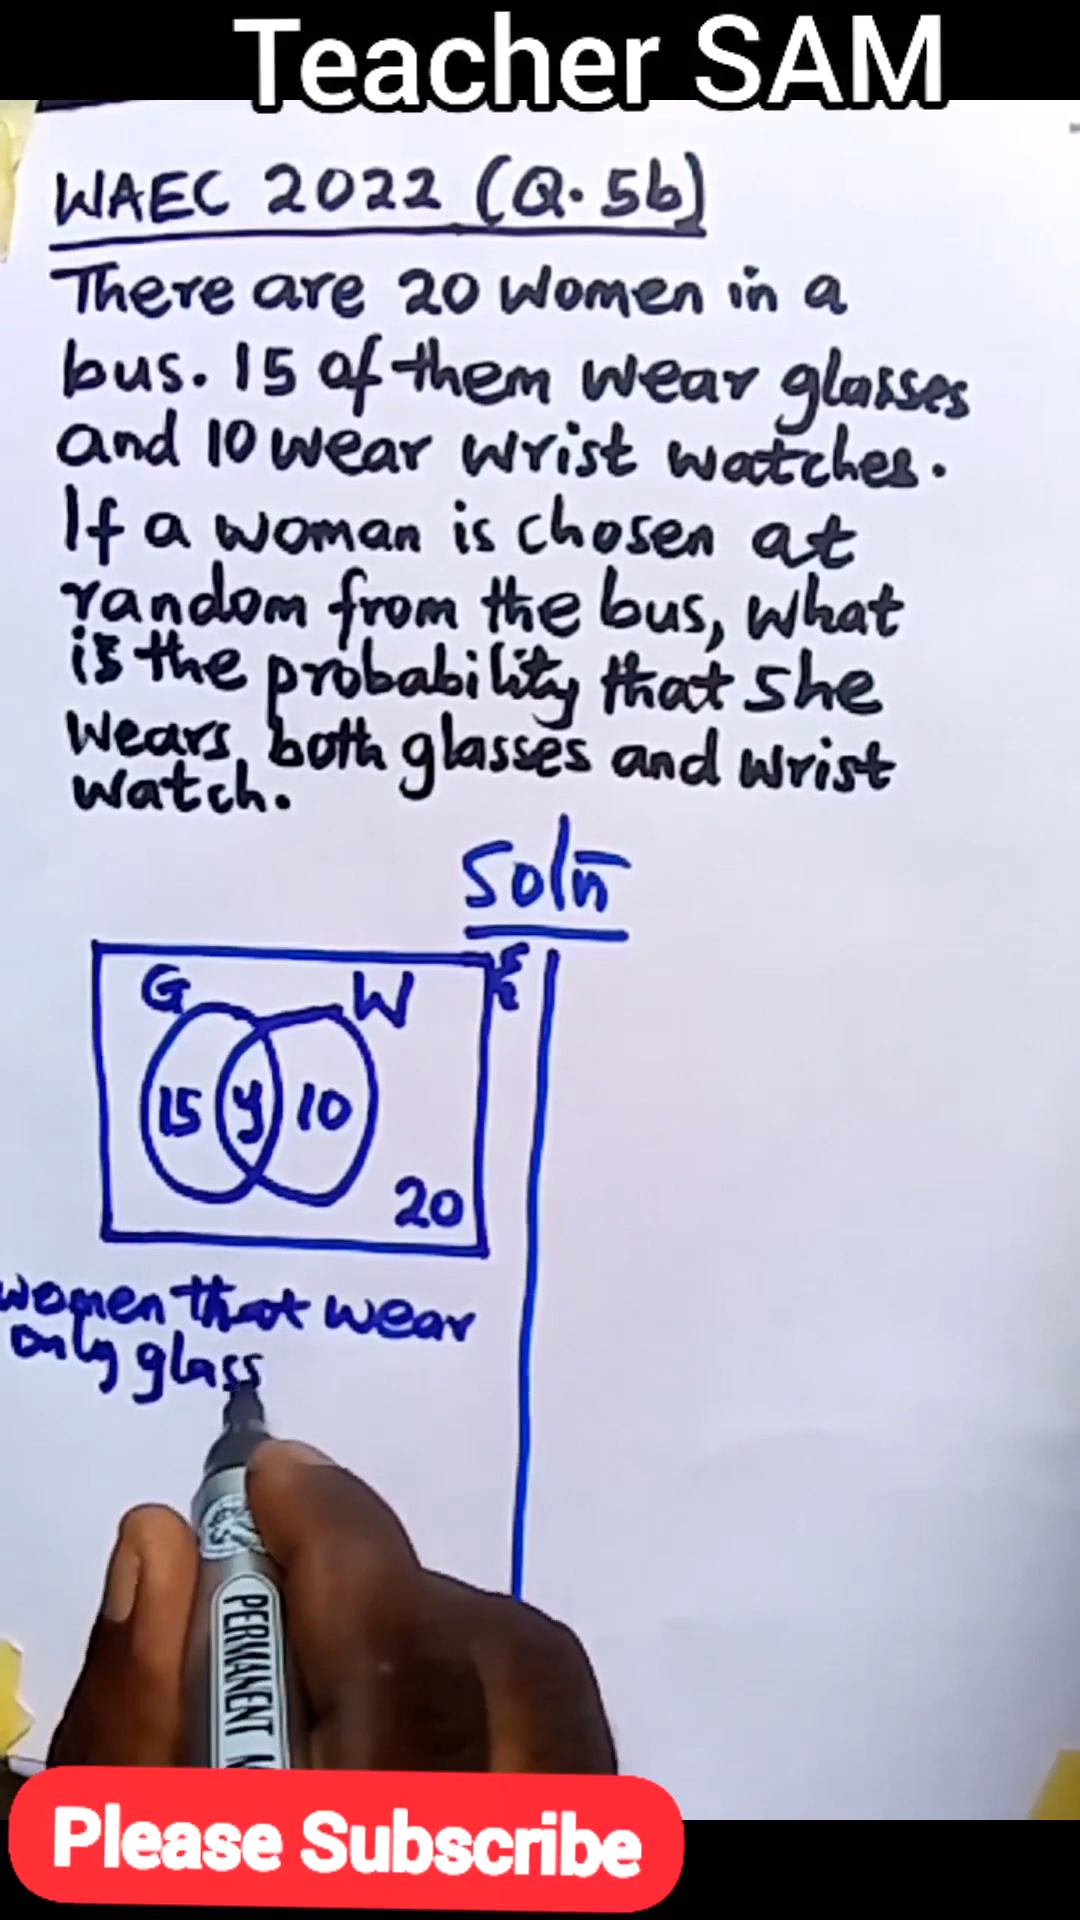 Teacher SAM
WAEC 2022 (Q. 5b)
There are 20 women in a
bus. 15 of them wear glasses
and 10 wear wrist watches.
If a woman is chosen at
random from the bus, what
is the probability that she
wears both glasses and wrist
watch.
Soln
G W
15 y 10
20
women that wear
only glass
PERMANENT
Please Subscribe